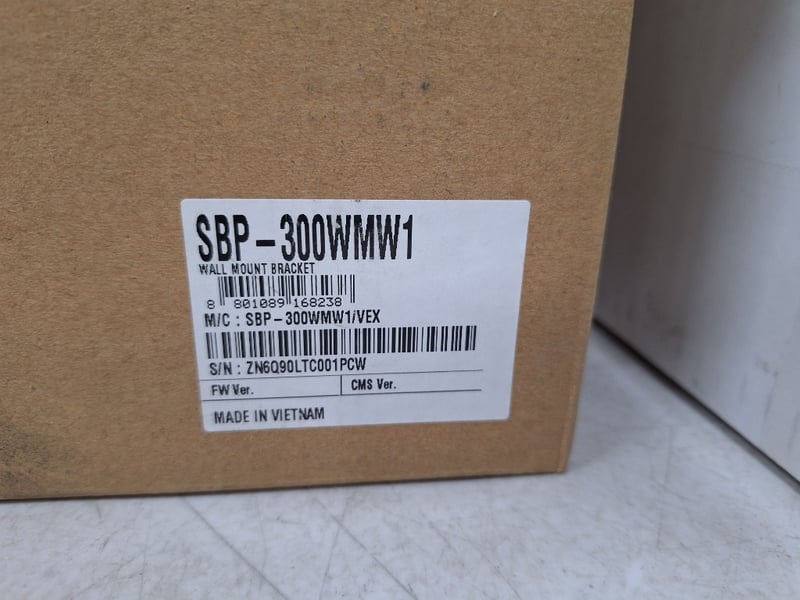 SBP-300WMW1
WALL MOUNT BRACKET
8 801089 168238
M/C : SBP-300WMW1/VEX
S/N : ZN6Q90LTC001PCW
FW Ver. CMS Ver.
MADE IN VIETNAM